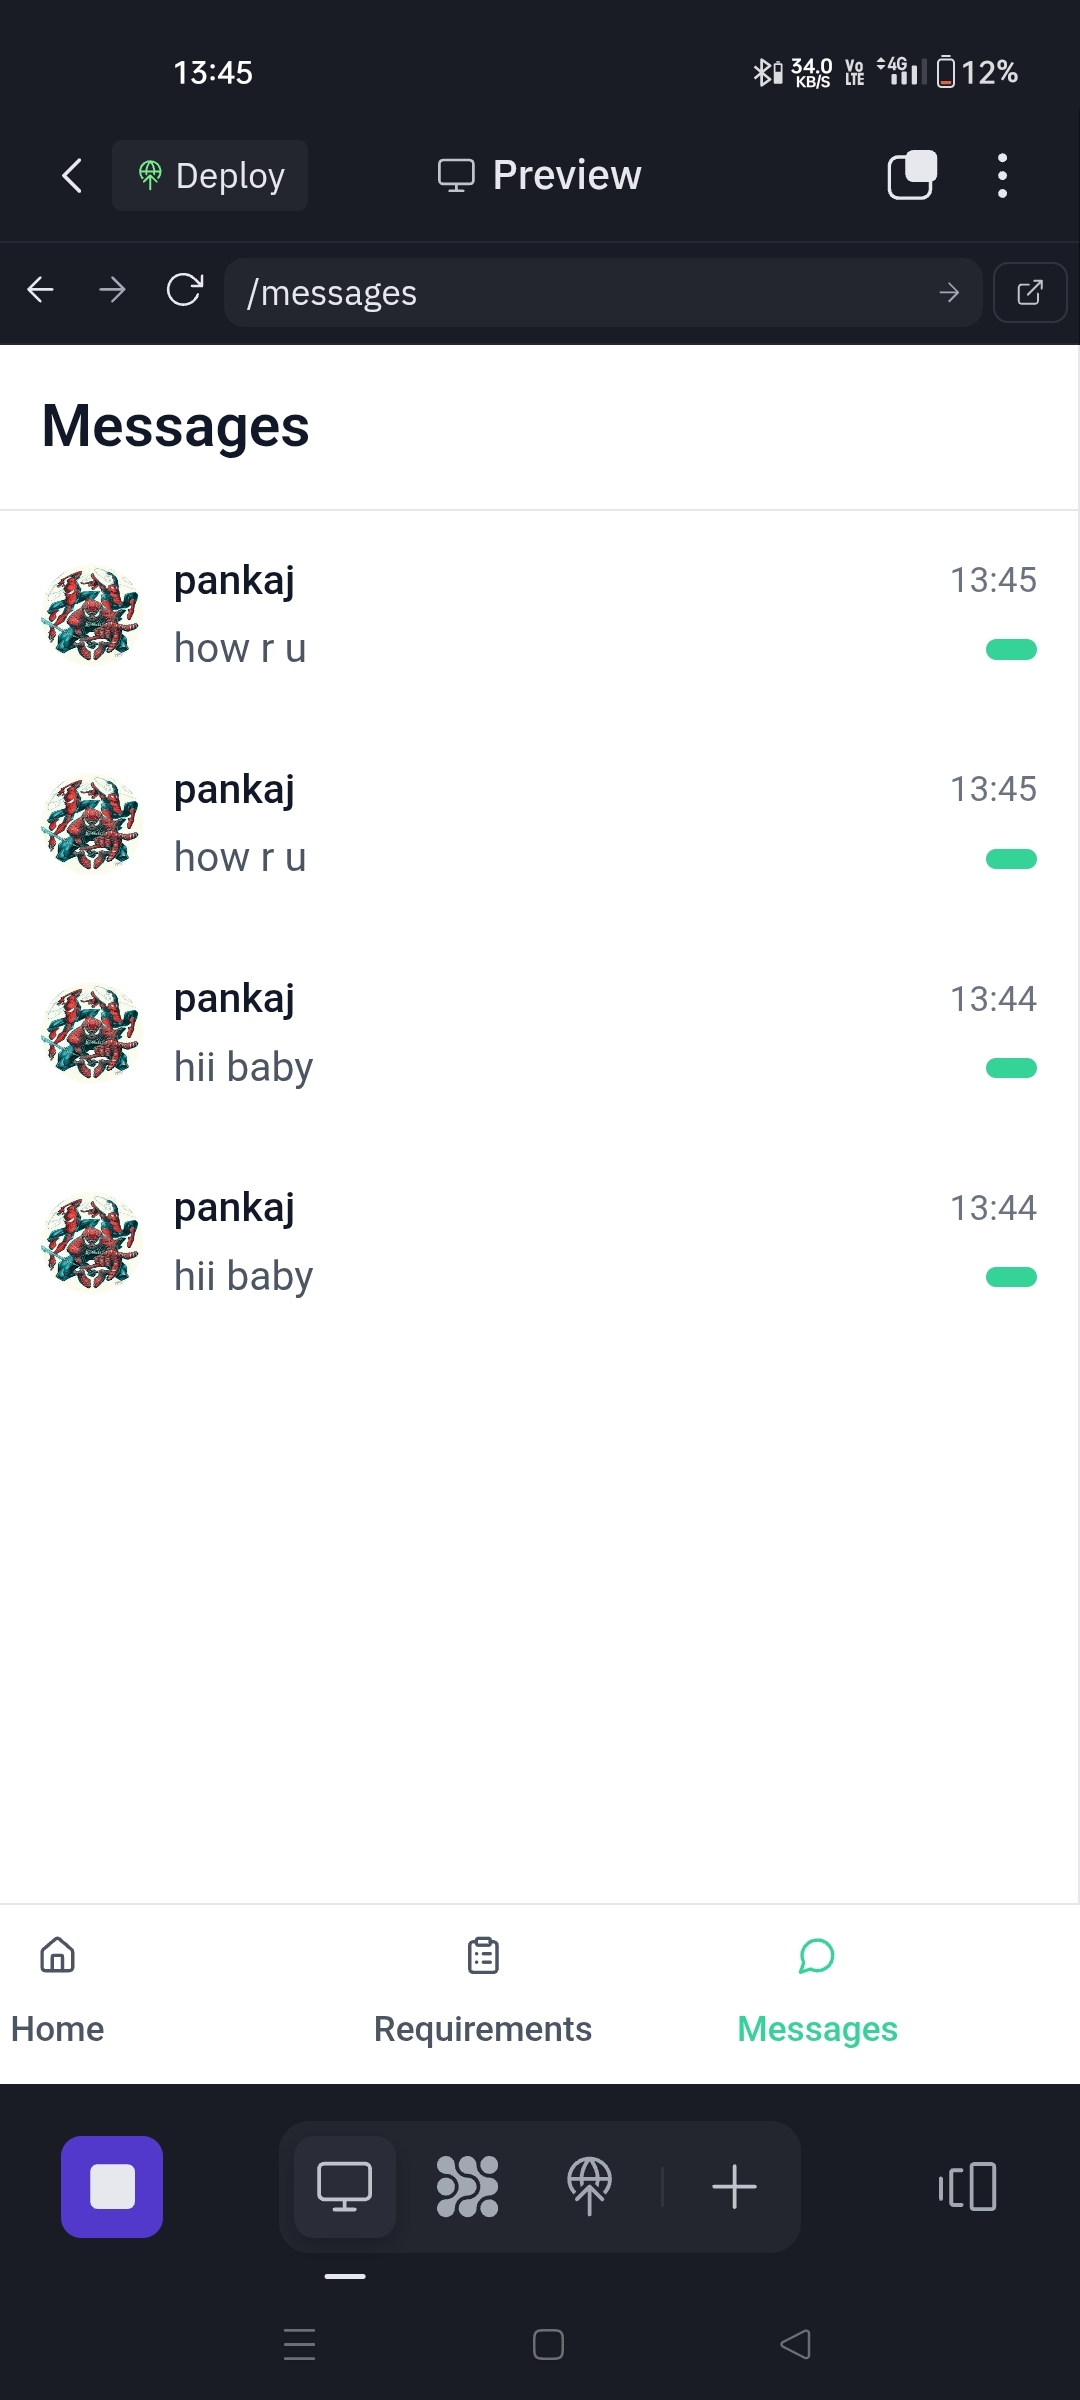 13:45 34.0 KB/S Vo LTE 4G 12%
Deploy Preview
/messages
Messages
pankaj 13:45
how r u
pankaj 13:45
how r u
pankaj 13:44
hii baby
pankaj 13:44
hii baby
Home Requirements Messages